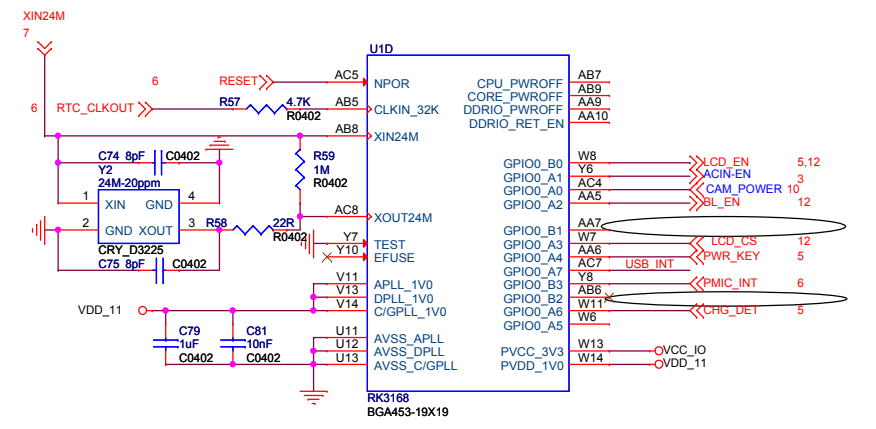 XIN24M
7
U1D
6 RESET AC5 NPOR
6 RTC_CLKOUT R57 4.7K AB5 CLKIN_32K
R0402
AB8 XIN24M
C74 8pF C0402
Y2
24M-20ppm
R59
1M
R0402
1 XIN GND 4
2 GND XOUT 3
R58 22R AC8 XOUT24M
R0402
CRY_D3225
C75 8pF C0402
Y7 TEST
Y10 EFUSE
V11 APLL_1V0
V13 DPLL_1V0
VDD_11 V14 C/GPLL_1V0
C79 C81
1uF 10nF
C0402 C0402
U11 AVSS_APLL
U12 AVSS_DPLL
U13 AVSS_C/GPLL
CPU_PWROFF AB7
CORE_PWROFF AB9
DDRIO_PWROFF AA9
DDRIO_RET_EN AA10
GPIO0_B0 W8 LCD_EN 5,12
GPIO0_A1 Y6 ACIN-EN 3
GPIO0_A0 AC4 CAM_POWER 10
GPIO0_A2 AA5 BL_EN 12
GPIO0_B1 AA7
GPIO0_A3 W7 LCD_CS 12
GPIO0_A4 AA6 PWR_KEY 5
GPIO0_A7 AC7 USB_INT
GPIO0_B3 Y8 PMIC_INT 6
GPIO0_B2 AB6
GPIO0_A6 W11 CHG_DET 5
GPIO0_A5 W6
PVCC_3V3 W13 VCC_IO
PVDD_1V0 W14 VDD_11
RK3168
BGA453-19X19